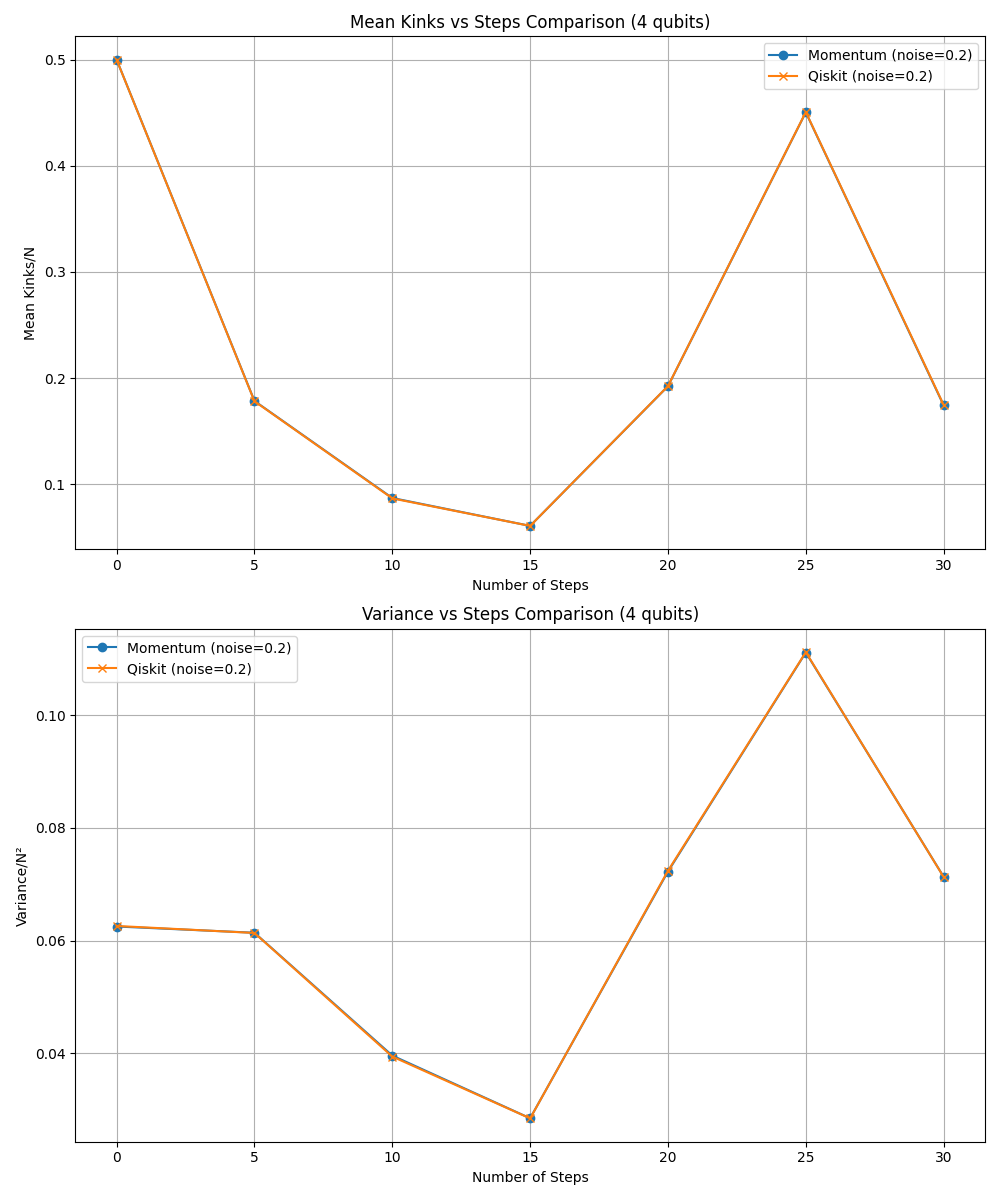 Mean Kinks vs Steps Comparison (4 qubits)
Momentum (noise=0.2)
Qiskit (noise=0.2)
Mean Kinks/N
0.5
0.4
0.3
0.2
0.1
0 5 10 15 20 25 30
Number of Steps
Variance vs Steps Comparison (4 qubits)
Momentum (noise=0.2)
Qiskit (noise=0.2)
Variance/N²
0.10
0.08
0.06
0.04
0 5 10 15 20 25 30
Number of Steps